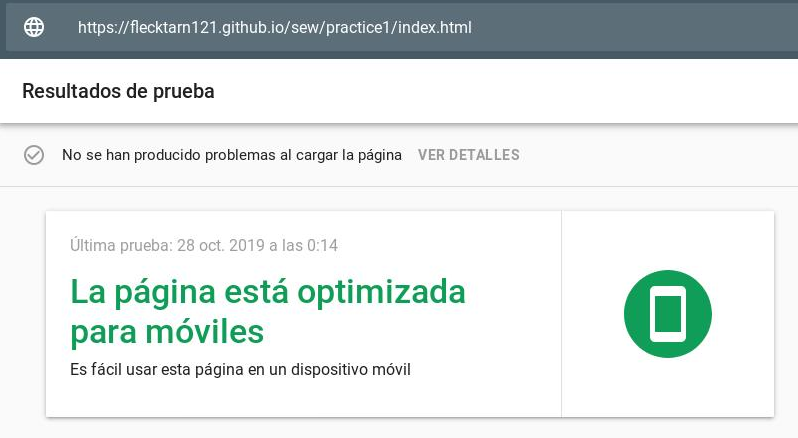 https://flecktarn121.github.io/sew/practice1/index.html
Resultados de prueba
No se han producido problemas al cargar la página VER DETALLES
Última prueba: 28 oct. 2019 a las 0:14
La página está optimizada
para móviles
Es fácil usar esta página en un dispositivo móvil